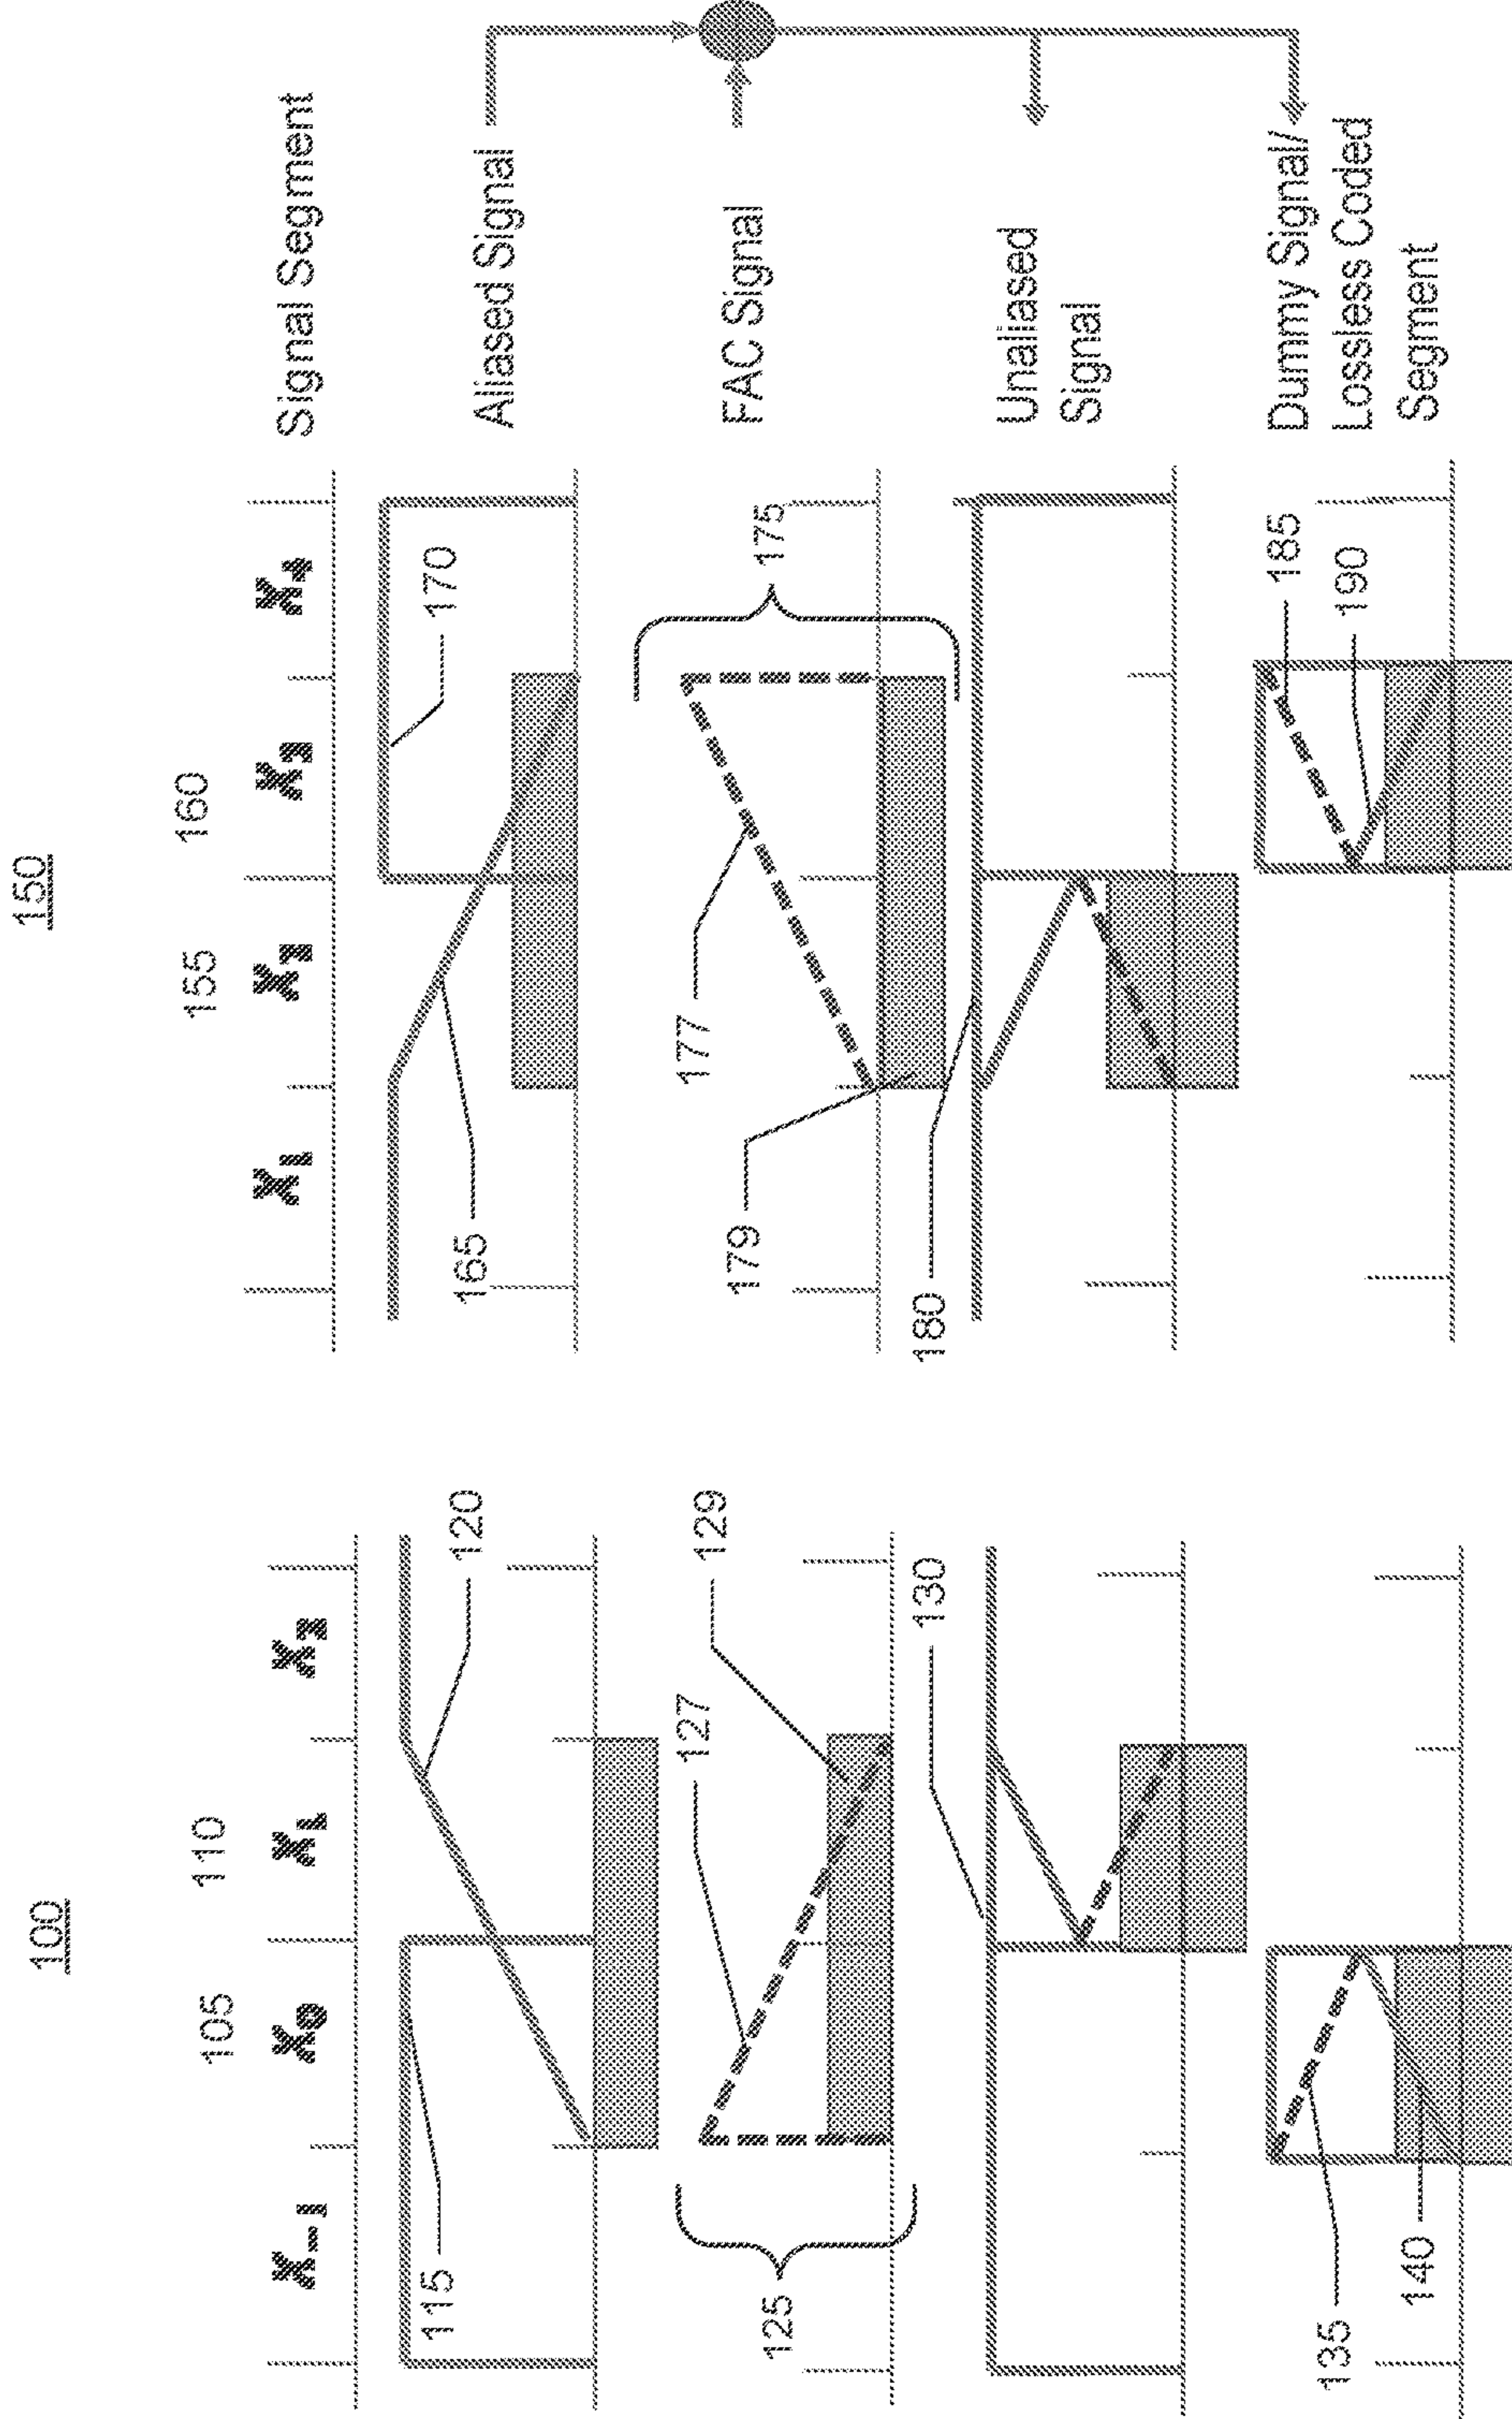 100
150
105
110
155
160
X₋₁ X₀ X₁ X₂
X₁ X₂ X₃ X₄
Signal Segment
115
120
165
170
Aliased Signal
125
127
129
177
179
175
FAC Signal
130
180
Unaliased
Signal
135
140
185
190
Dummy Signal/
Lossless Coded
Segment